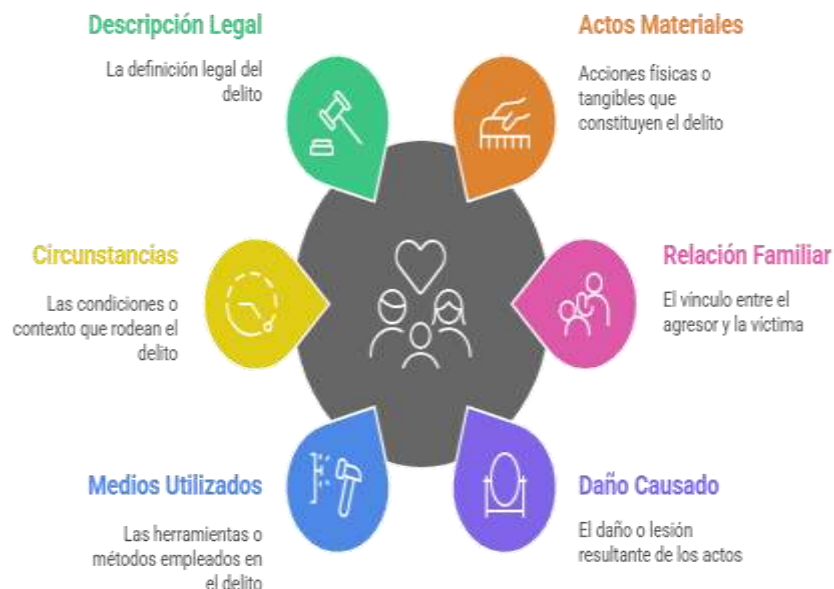 Descripción Legal
La definición legal del
delito
Actos Materiales
Acciones físicas o
tangibles que
constituyen el delito
Circunstancias
Las condiciones o
contexto que rodean el
delito
Relación Familiar
El vínculo entre el
agresor y la víctima
Medios Utilizados
Las herramientas o
métodos empleados en
el delito
Daño Causado
El daño o lesión
resultante de los actos